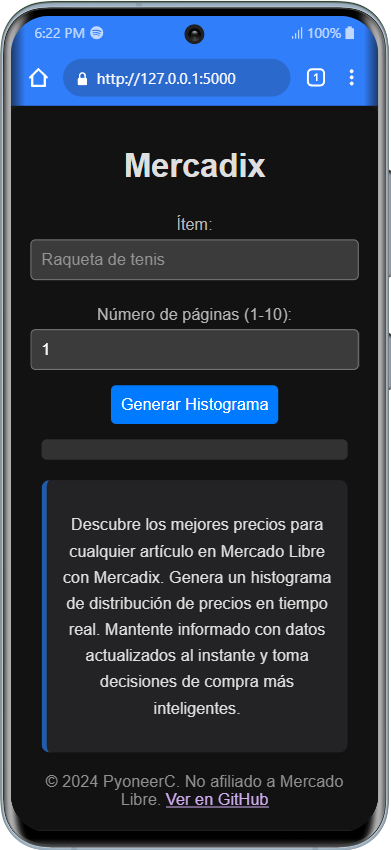 6:22 PM
100%
http://127.0.0.1:5000
1
Mercadix
Ítem:
Raqueta de tenis
Número de páginas (1-10):
1
Generar Histograma
Descubre los mejores precios para
cualquier artículo en Mercado Libre
con Mercadix. Genera un histograma
de distribución de precios en tiempo
real. Mantente informado con datos
actualizados al instante y toma
decisiones de compra más
inteligentes.
© 2024 PyoneerC. No afiliado a Mercado
Libre. Ver en GitHub